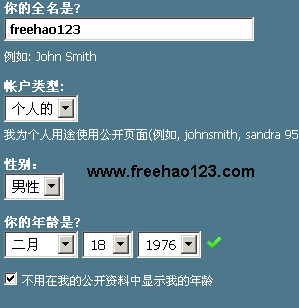 你的全名是?
freehao123
例如: John Smith
帐户类型:
个人的
我为个人用途使用公开页面(例如, johnsmith, sandra 95
性别:
男性
www.freehao123.com
你的年龄是?
二月 18 1976
不用在我的公开资料中显示我的年龄